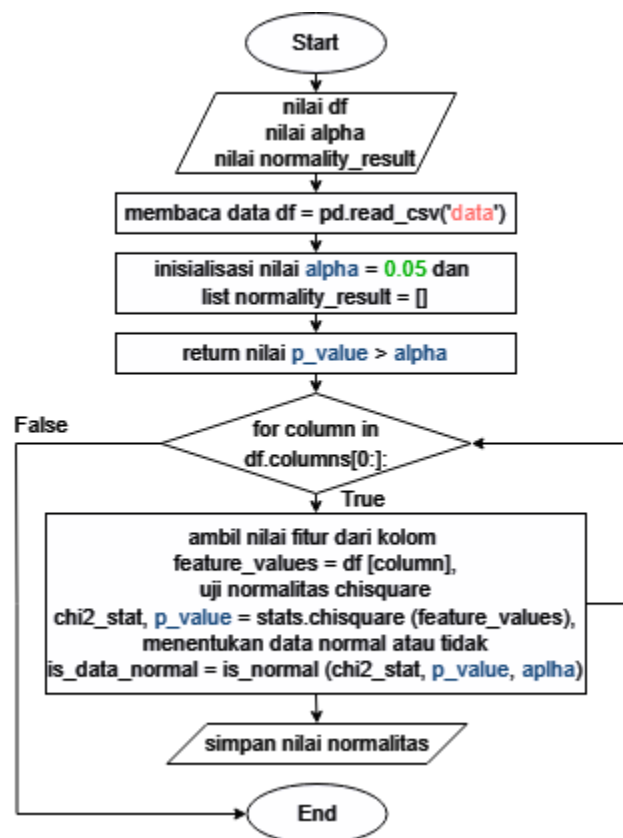 Start
nilai df
nilai alpha
nilai normality_result
membaca data df = pd.read_csv('data')
inisialisasi nilai alpha = 0.05 dan
list normality_result = []
return nilai p_value > alpha
False
for column in
df.columns[0:]:
True
ambil nilai fitur dari kolom
feature_values = df [column],
uji normalitas chisquare
chi2_stat, p_value = stats.chisquare (feature_values),
menentukan data normal atau tidak
is_data_normal = is_normal (chi2_stat, p_value, aplha)
simpan nilai normalitas
End